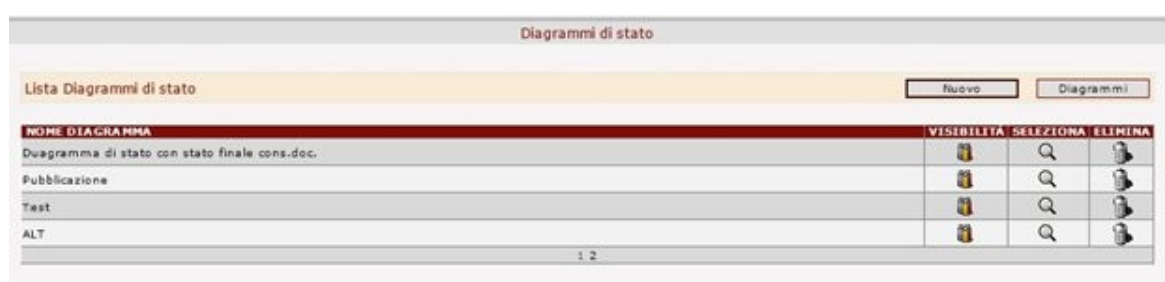 Diagrammi di stato
Lista Diagrammi di stato Nuovo Diagrammi
NOME DIAGRAMMA VISIBILITÀ SELEZIONA ELIMINA
Duagramma di stato con stato finale cons.doc.
Pubblicazione
Test
ALT
1 2